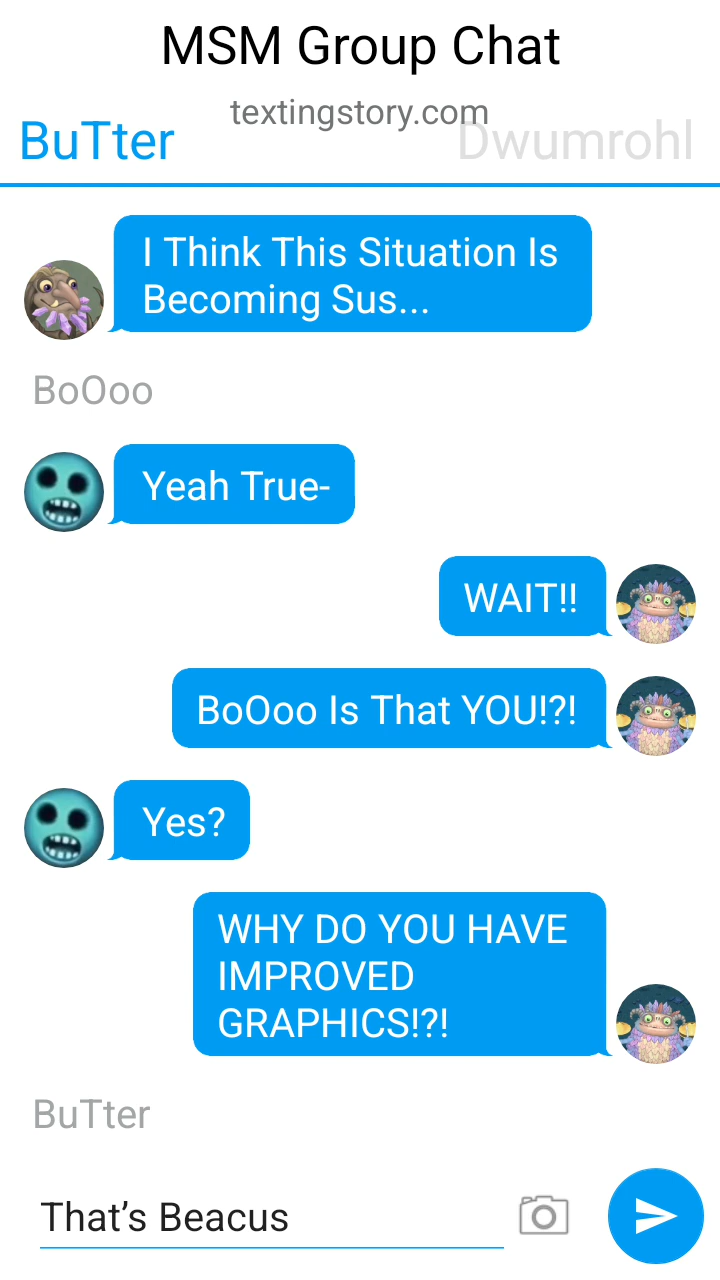 MSM Group Chat
textingstory.com
BuTter
Dwumrohl
I Think This Situation Is
Becoming Sus...
BoOoo
Yeah True-
WAIT!!
BoOoo Is That YOU!?!
Yes?
WHY DO YOU HAVE
IMPROVED
GRAPHICS!?!
BuTter
That’s Beacus